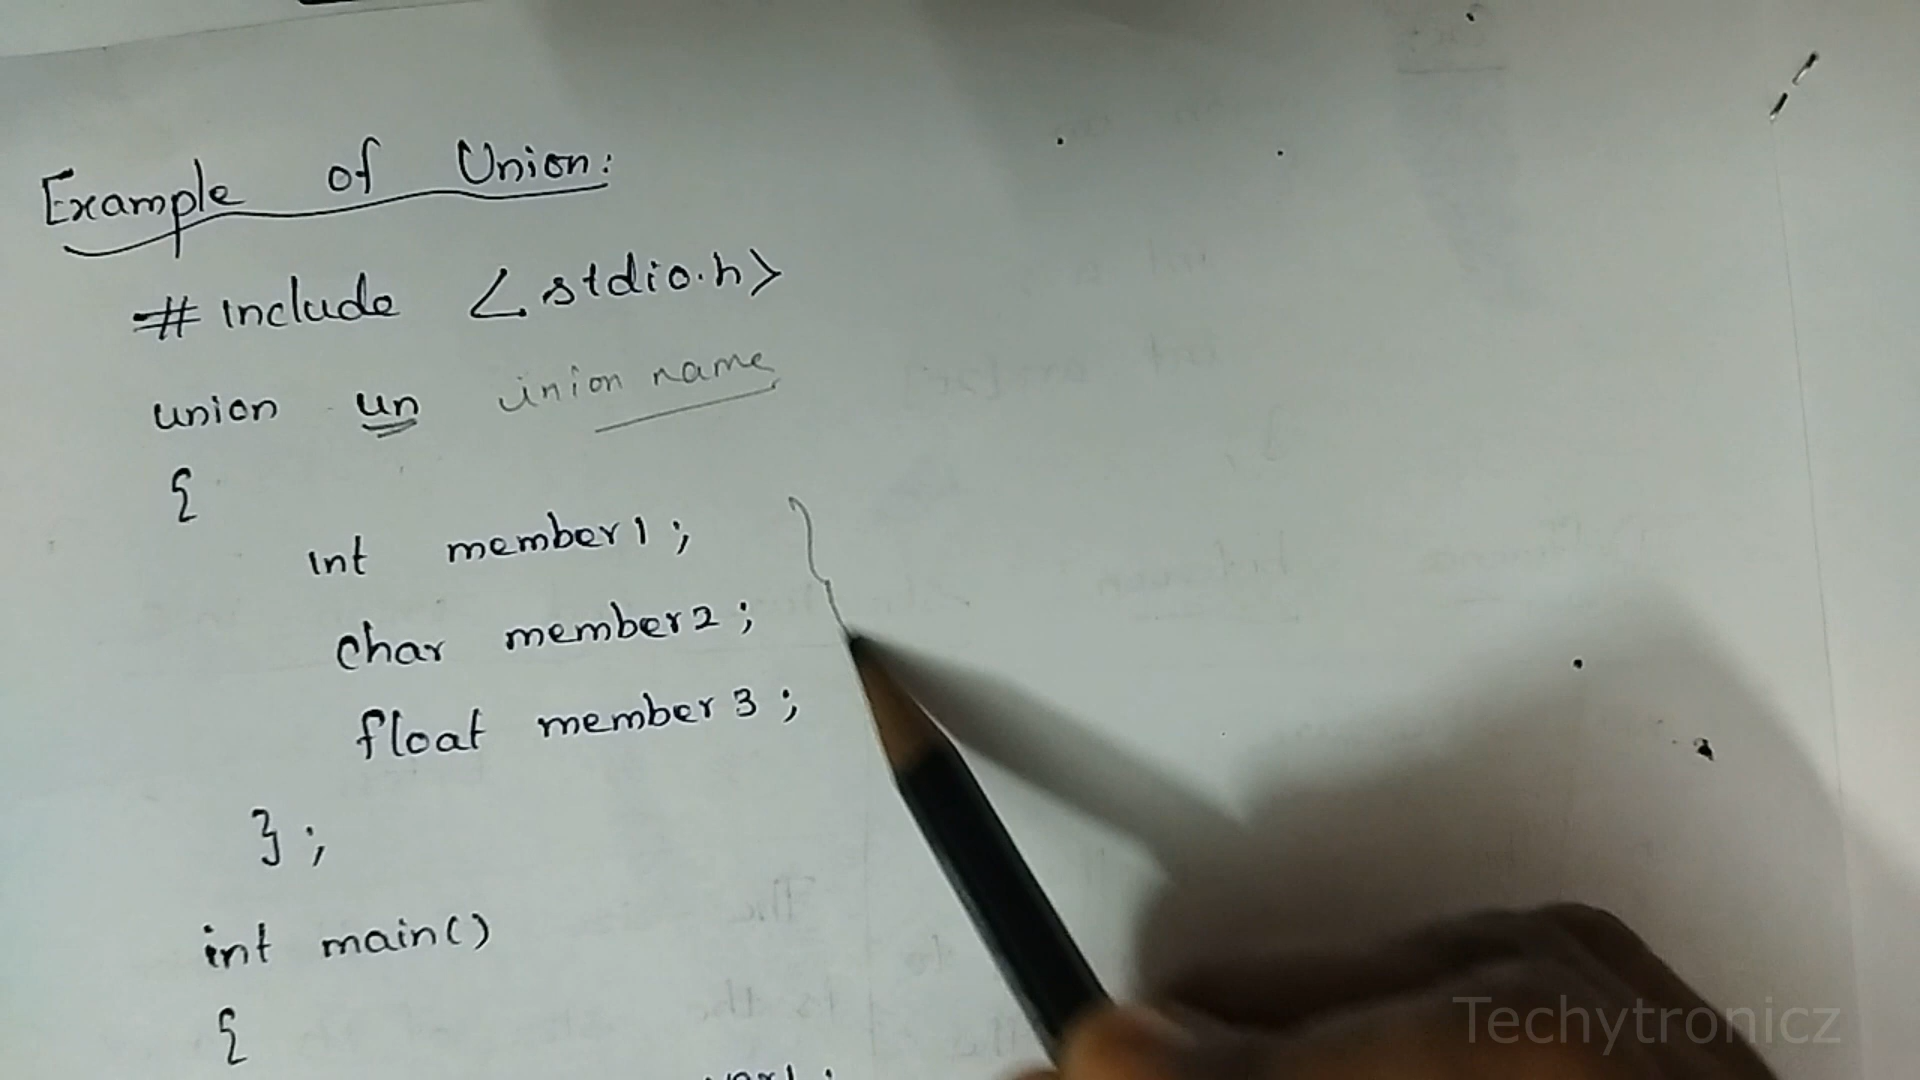 Example of Union:
# include <stdio.h>
union un union name
{
int member1;
char member2;
float member3;
};
int main()
{
Techytronicz